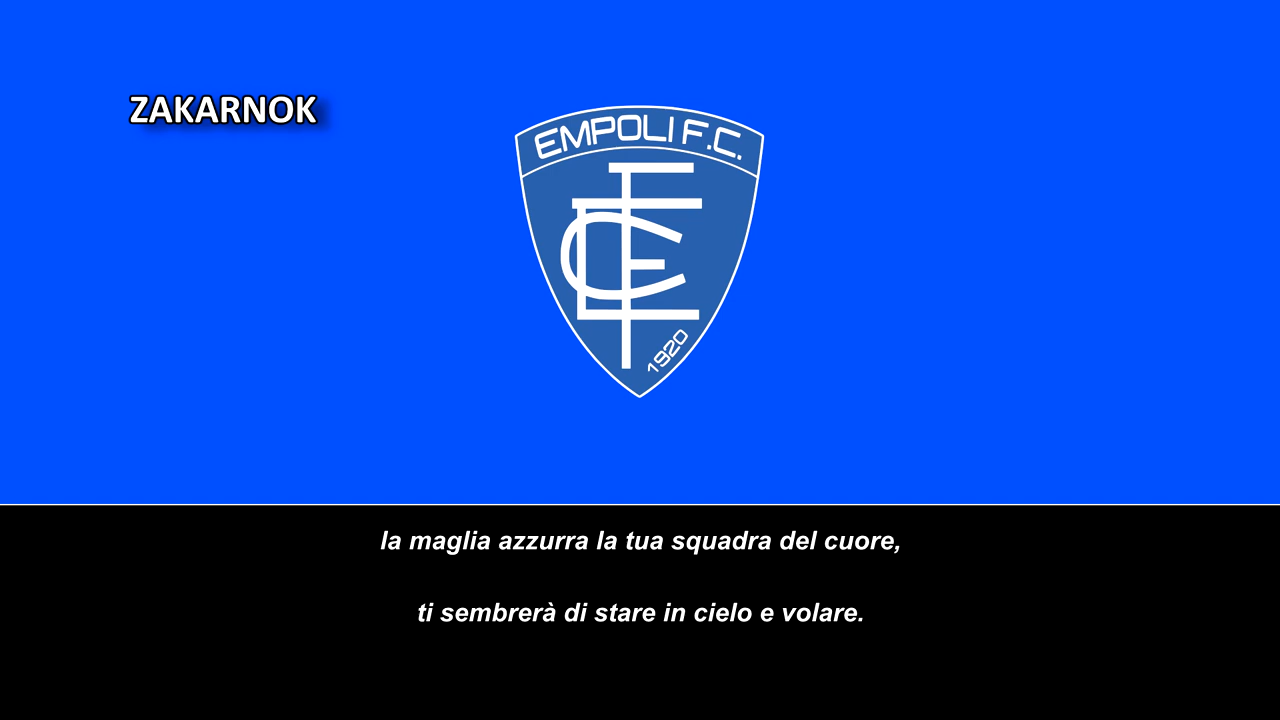 ZAKARNOK
EMPOLI F.C.
1920
la maglia azzurra la tua squadra del cuore,
ti sembrerà di stare in cielo e volare.